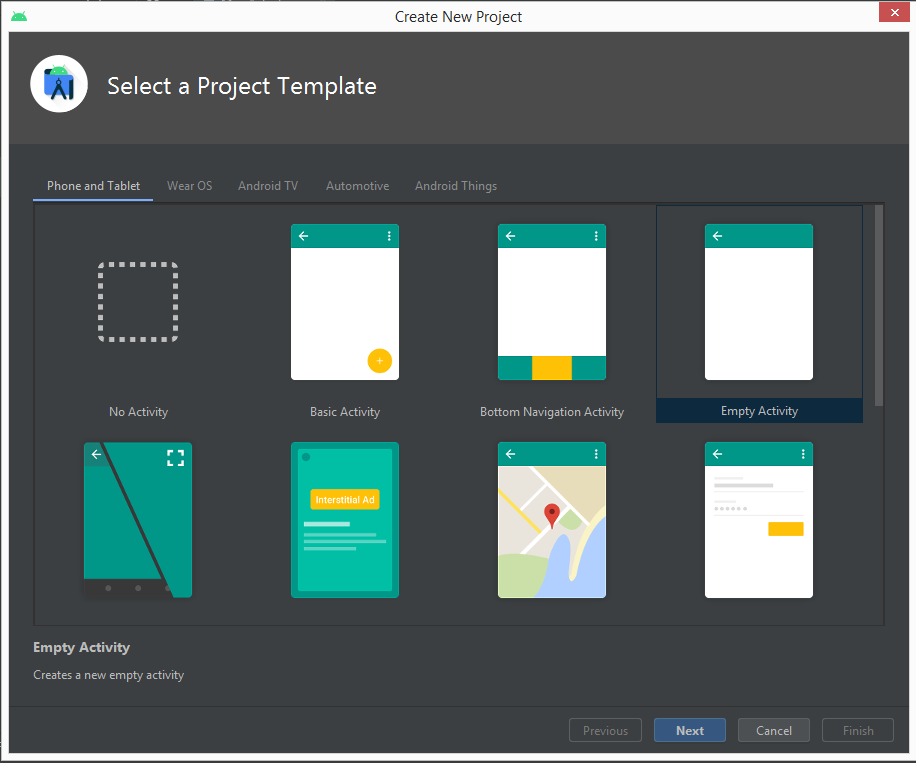 Create New Project
Select a Project Template
Phone and Tablet
Wear OS
Android TV
Automotive
Android Things
No Activity
Basic Activity
Bottom Navigation Activity
Empty Activity
Interstitial Ad
Empty Activity
Creates a new empty activity
Previous
Next
Cancel
Finish